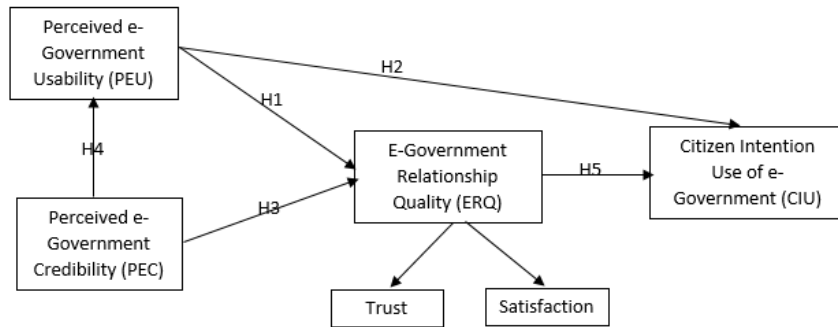 Perceived e-
Government
Usability (PEU)
H2
H1
H4
E-Government
Relationship
Quality (ERQ)
H5
Citizen Intention
Use of e-
Government (CIU)
Perceived e-
Government
Credibility (PEC)
H3
Trust
Satisfaction